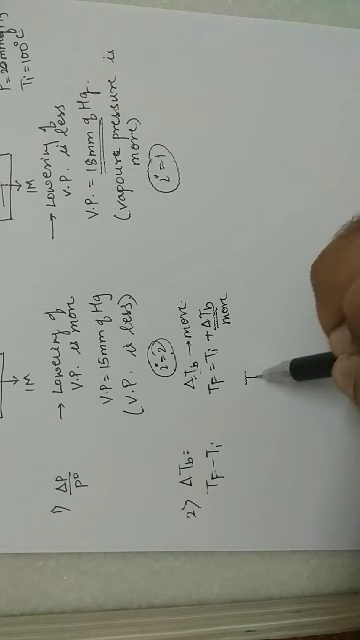 P=20mmHg
Ti = 100°C
1M
1M
1) ΔP/P°
→ Lowering of
V.P. is more
V.P = 15mm of Hg
(V.P. is less)
i=2
→ Lowering of
V.P. is less
V.P. = 18mm of Hg.
(vapoure pressure is
more)
i=1
2) ΔTb =
TF - Ti
ΔTb → more
TF = Ti + ΔTb
more
T